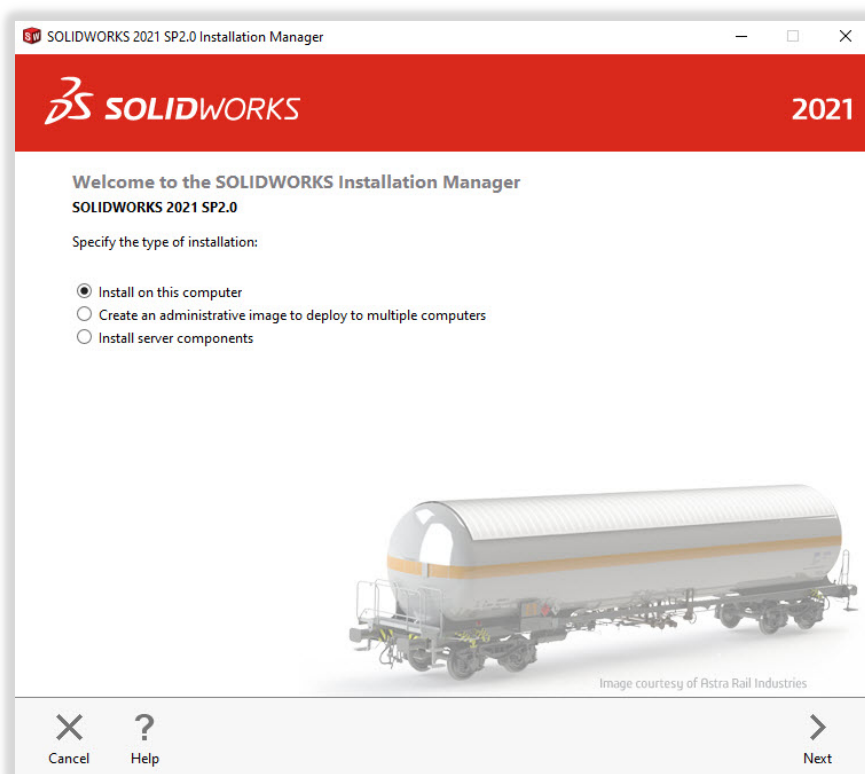 SOLIDWORKS 2021 SP2.0 Installation Manager
SOLIDWORKS
2021
Welcome to the SOLIDWORKS Installation Manager
SOLIDWORKS 2021 SP2.0
Specify the type of installation:
Install on this computer
Create an administrative image to deploy to multiple computers
Install server components
Image courtesy of Astra Rail Industries
Cancel
Help
Next